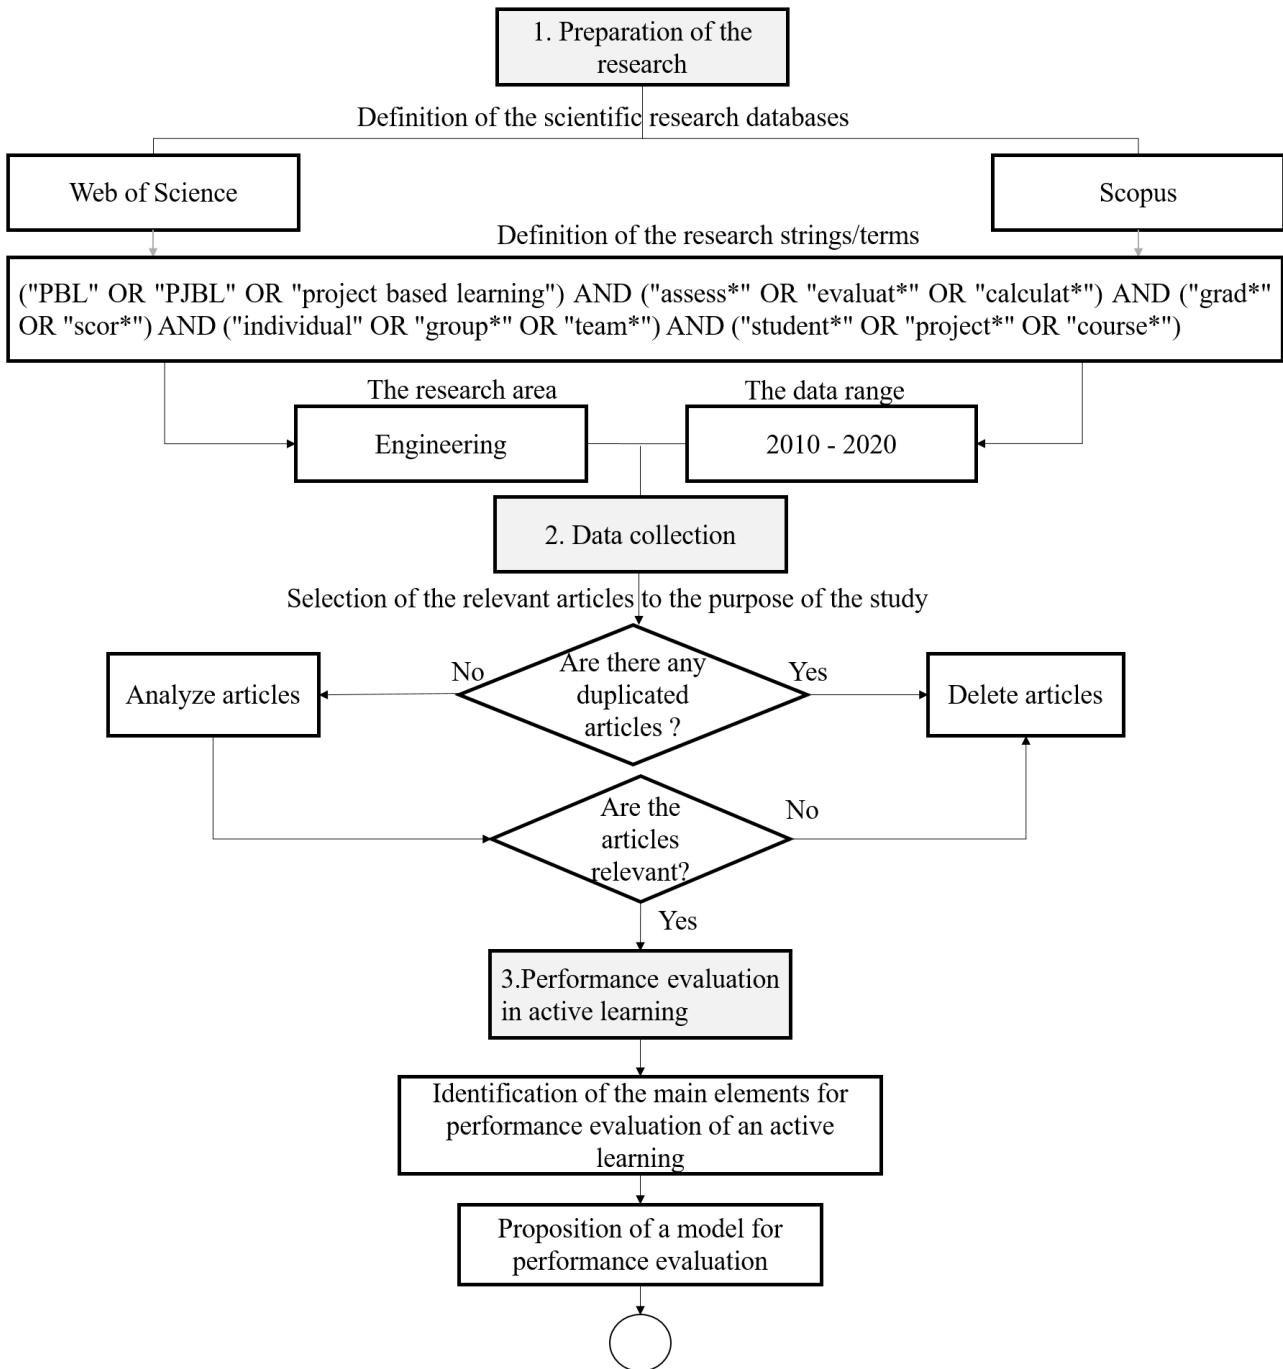 1. Preparation of the
research
Definition of the scientific research databases
Web of Science
Scopus
Definition of the research strings/terms
("PBL" OR "PJBL" OR "project based learning") AND ("assess*" OR "evaluat*" OR "calculat*") AND ("grad*"
OR "scor*") AND ("individual" OR "group*" OR "team*") AND ("student*" OR "project*" OR "course*")
The research area
The data range
Engineering
2010 - 2020
2. Data collection
Selection of the relevant articles to the purpose of the study
No
Are there any
duplicated
articles ?
Yes
Analyze articles
Delete articles
Are the
articles
relevant?
No
Yes
3.Performance evaluation
in active learning
Identification of the main elements for
performance evaluation of an active
learning
Proposition of a model for
performance evaluation